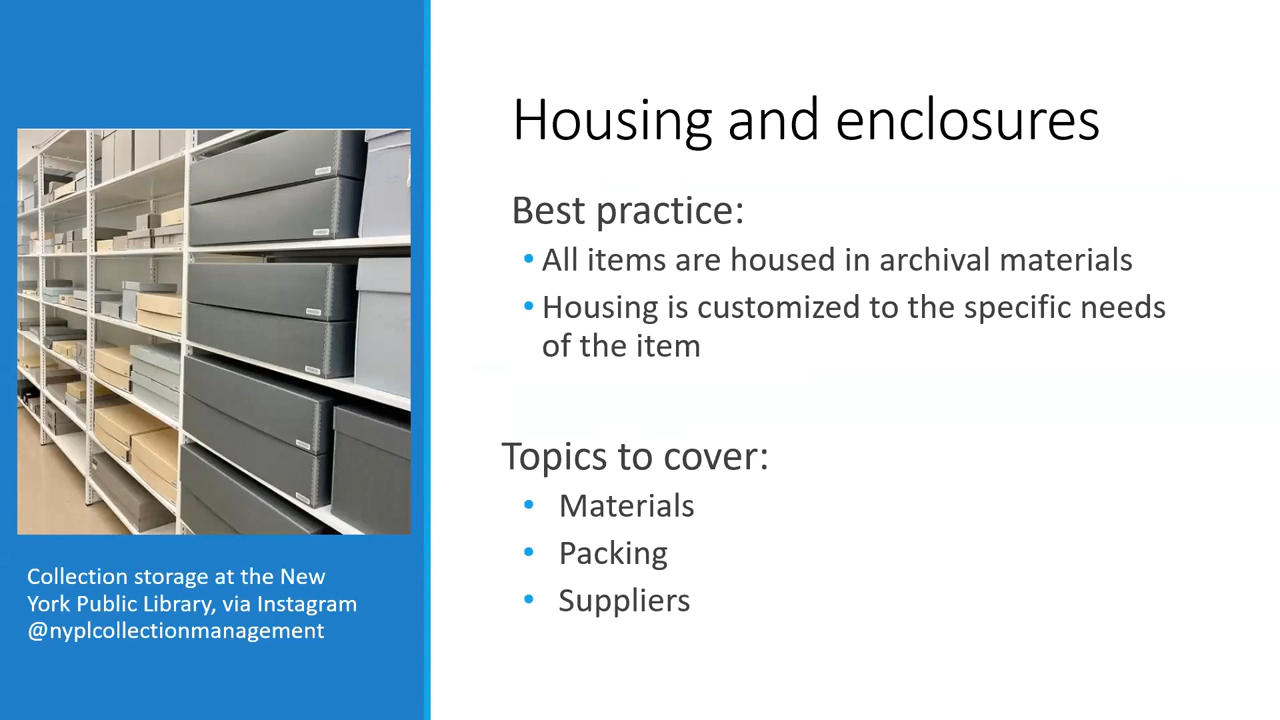 Housing and enclosures
Best practice:
• All items are housed in archival materials
• Housing is customized to the specific needs
of the item
Topics to cover:
• Materials
• Packing
• Suppliers
Collection storage at the New
York Public Library, via Instagram
@nyplcollectionmanagement